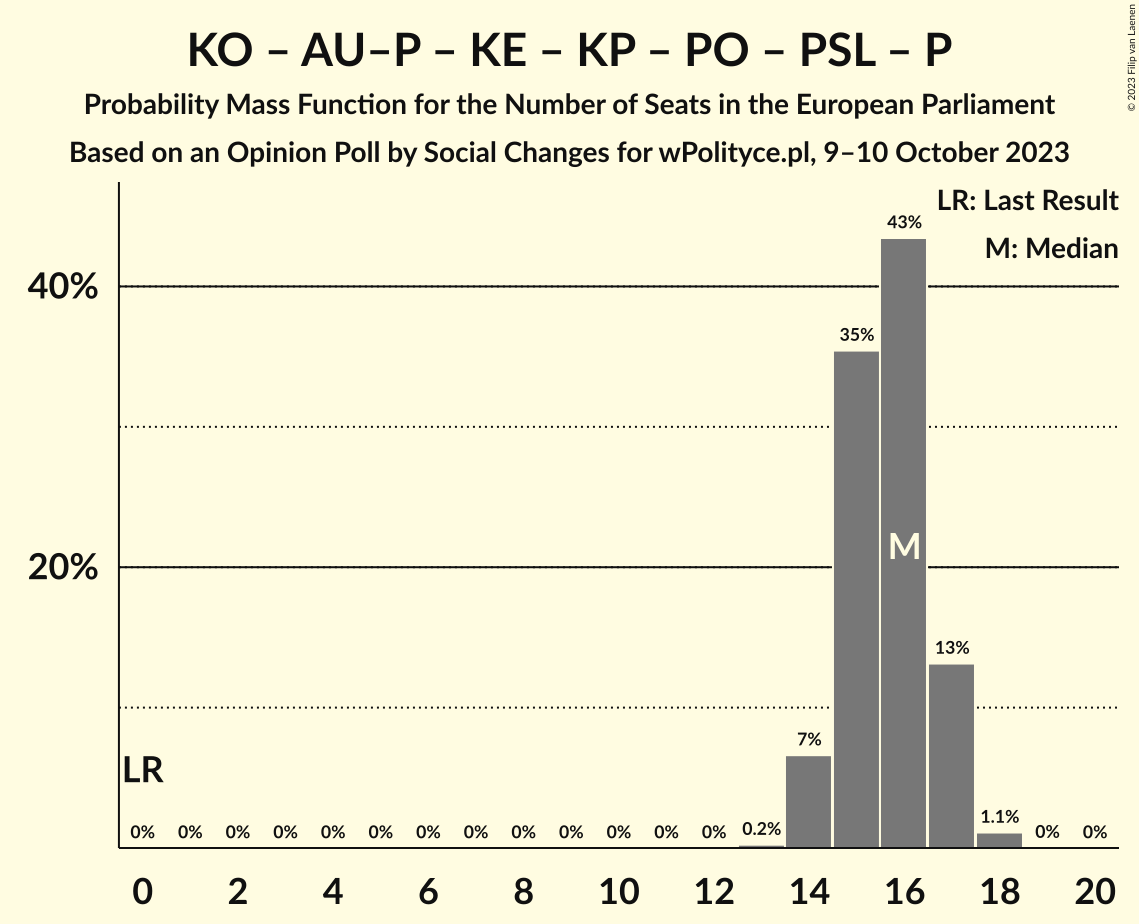 KO – AU–P – KE – KP – PO – PSL – P
Probability Mass Function for the Number of Seats in the European Parliament
Based on an Opinion Poll by Social Changes for wPolityce.pl, 9–10 October 2023
© 2023 Filip van Laenen
LR: Last Result
M: Median
40%
20%
43%
35%
M
13%
7%
LR
0% 0% 0% 0% 0% 0% 0% 0% 0% 0% 0% 0% 0% 0.2% 1.1% 0% 0%
0 2 4 6 8 10 12 14 16 18 20